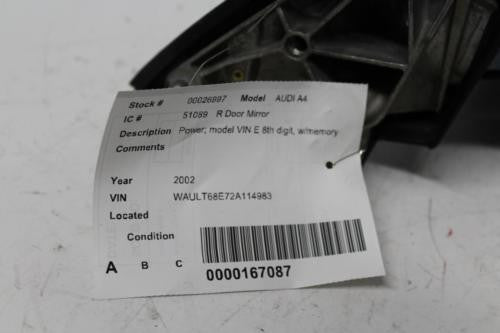 Stock # 00026897 Model AUDI A4
IC # 51089 R Door Mirror
Description Power; model VIN E 8th digit, w/memory
Comments
Year 2002
VIN WAULT68E72A114983
Located
Condition
A B C 0000167087